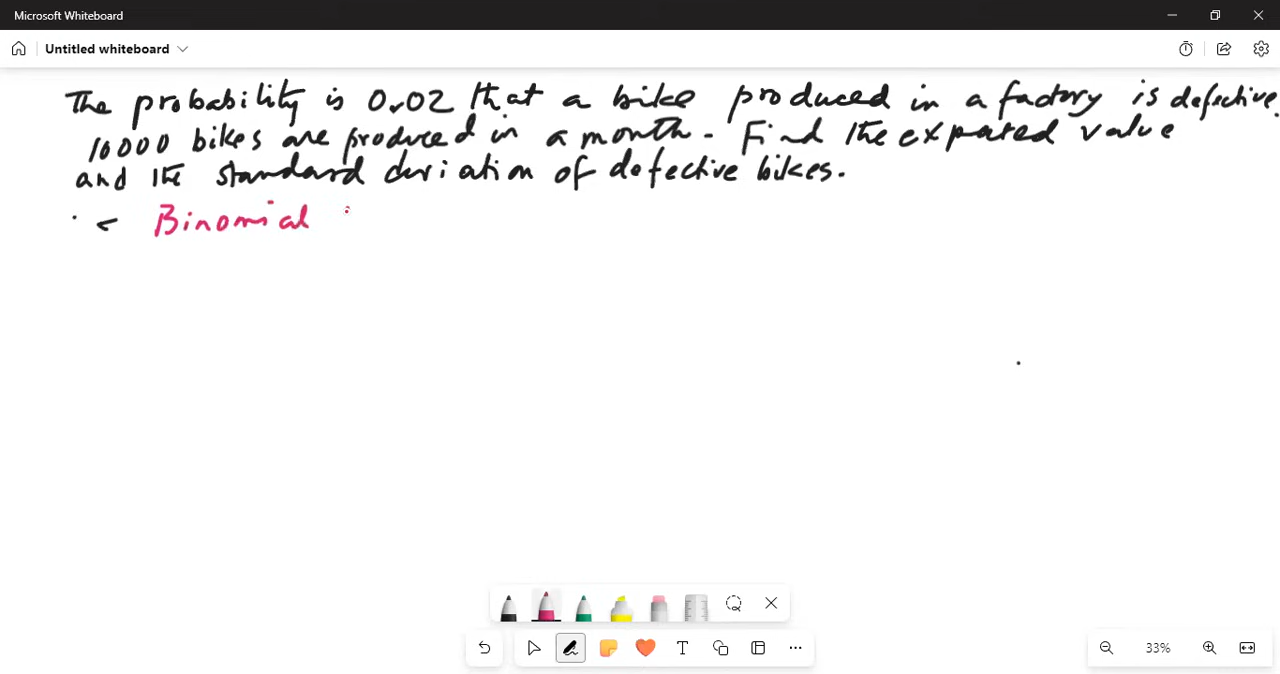 Microsoft Whiteboard
Untitled whiteboard
The probability is 0.02 that a bike produced in a factory is defective.
10000 bikes are produced in a month. Find the expected value
and the standard deviation of defective bikes.
Binomial
33%